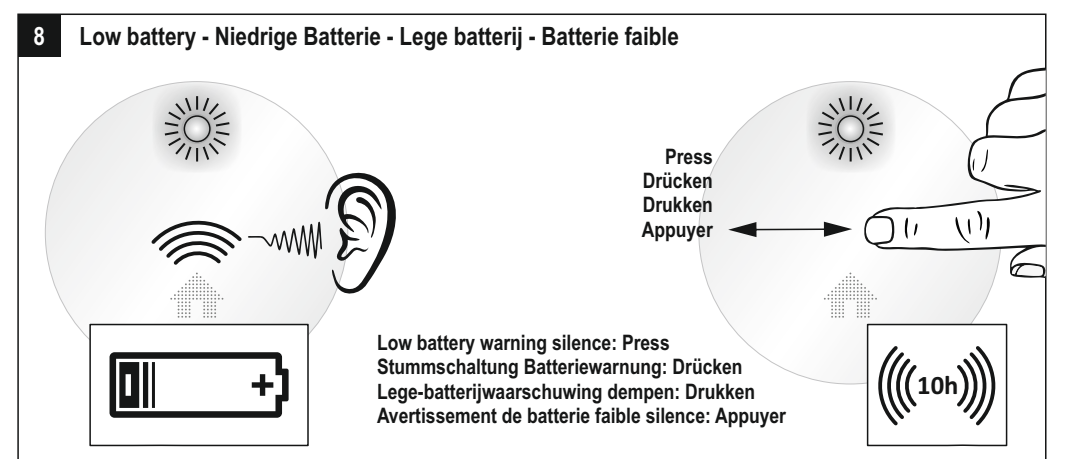 8 Low battery - Niedrige Batterie - Lege batterij - Batterie faible
Press
Drücken
Drukken
Appuyer
Low battery warning silence: Press
Stummschaltung Batteriewarnung: Drücken
Lege-batterijwaarschuwing dempen: Drukken
Avertissement de batterie faible silence: Appuyer
+
10h